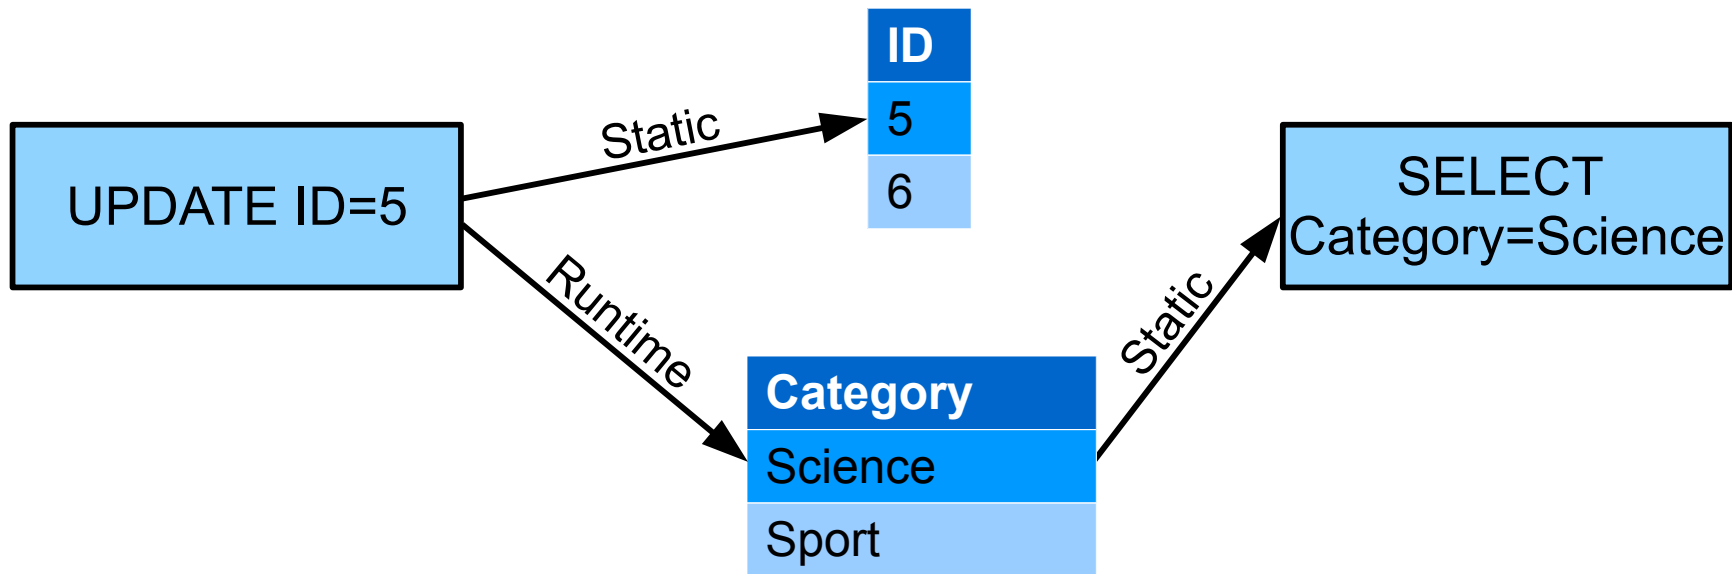 UPDATE ID=5
Static
Runtime
ID
5
6
Category
Science
Sport
Static
SELECT
Category=Science